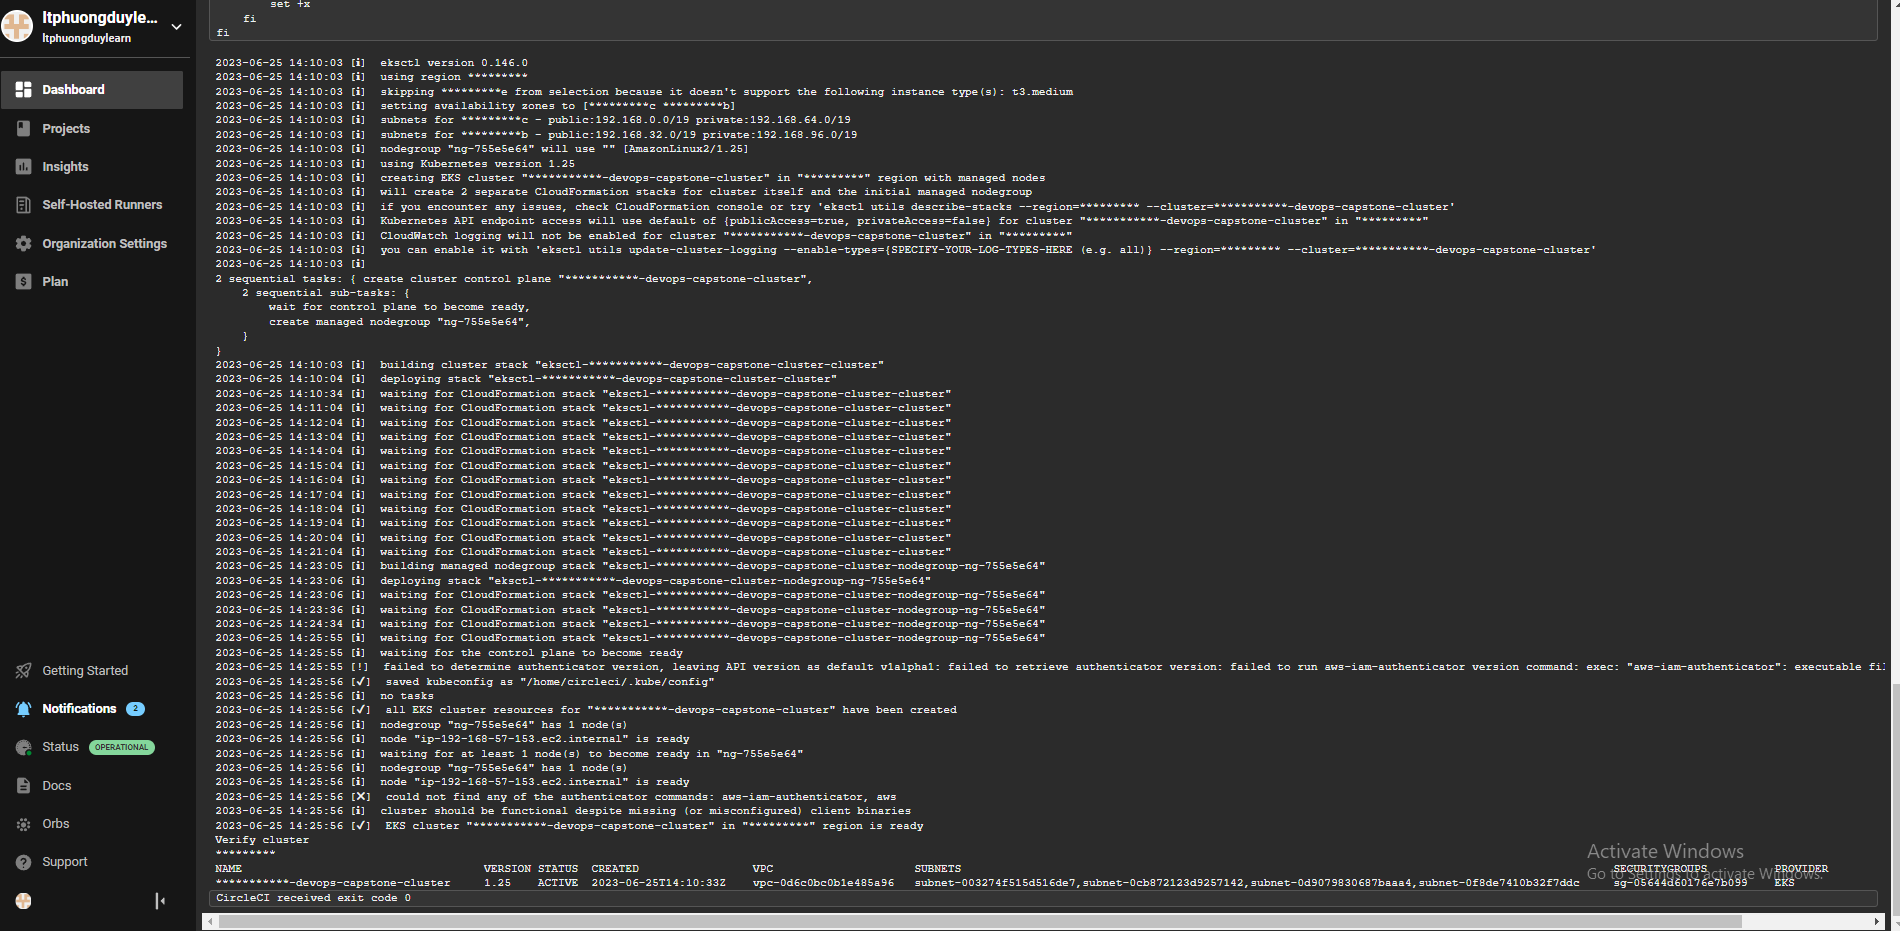 ltphuongduyle...
ltphuongduylearn
Dashboard
Projects
Insights
Self-Hosted Runners
Organization Settings
Plan
Getting Started
Notifications 2
Status OPERATIONAL
Docs
Orbs
Support
set +x
fi
fi
2023-06-25 14:10:03 [ℹ]  eksctl version 0.146.0
2023-06-25 14:10:03 [ℹ]  using region *********
2023-06-25 14:10:03 [ℹ]  skipping *********e from selection because it doesn't support the following instance type(s): t3.medium
2023-06-25 14:10:03 [ℹ]  setting availability zones to [*********c *********b]
2023-06-25 14:10:03 [ℹ]  subnets for *********c - public:192.168.0.0/19 private:192.168.64.0/19
2023-06-25 14:10:03 [ℹ]  subnets for *********b - public:192.168.32.0/19 private:192.168.96.0/19
2023-06-25 14:10:03 [ℹ]  nodegroup "ng-755e5e64" will use "" [AmazonLinux2/1.25]
2023-06-25 14:10:03 [ℹ]  using Kubernetes version 1.25
2023-06-25 14:10:03 [ℹ]  creating EKS cluster "***********-devops-capstone-cluster" in "*********" region with managed nodes
2023-06-25 14:10:03 [ℹ]  will create 2 separate CloudFormation stacks for cluster itself and the initial managed nodegroup
2023-06-25 14:10:03 [ℹ]  if you encounter any issues, check CloudFormation console or try 'eksctl utils describe-stacks --region=********* --cluster=***********-devops-capstone-cluster'
2023-06-25 14:10:03 [ℹ]  Kubernetes API endpoint access will use default of {publicAccess=true, privateAccess=false} for cluster "***********-devops-capstone-cluster" in "*********"
2023-06-25 14:10:03 [ℹ]  CloudWatch logging will not be enabled for cluster "***********-devops-capstone-cluster" in "*********"
2023-06-25 14:10:03 [ℹ]  you can enable it with 'eksctl utils update-cluster-logging --enable-types={SPECIFY-YOUR-LOG-TYPES-HERE (e.g. all)} --region=********* --cluster=***********-devops-capstone-cluster'
2023-06-25 14:10:03 [ℹ]
2 sequential tasks: { create cluster control plane "***********-devops-capstone-cluster",
2 sequential sub-tasks: {
wait for control plane to become ready,
create managed nodegroup "ng-755e5e64",
}
}
2023-06-25 14:10:03 [ℹ]  building cluster stack "eksctl-***********-devops-capstone-cluster-cluster"
2023-06-25 14:10:04 [ℹ]  deploying stack "eksctl-***********-devops-capstone-cluster-cluster"
2023-06-25 14:10:34 [ℹ]  waiting for CloudFormation stack "eksctl-***********-devops-capstone-cluster-cluster"
2023-06-25 14:11:04 [ℹ]  waiting for CloudFormation stack "eksctl-***********-devops-capstone-cluster-cluster"
2023-06-25 14:12:04 [ℹ]  waiting for CloudFormation stack "eksctl-***********-devops-capstone-cluster-cluster"
2023-06-25 14:13:04 [ℹ]  waiting for CloudFormation stack "eksctl-***********-devops-capstone-cluster-cluster"
2023-06-25 14:14:04 [ℹ]  waiting for CloudFormation stack "eksctl-***********-devops-capstone-cluster-cluster"
2023-06-25 14:15:04 [ℹ]  waiting for CloudFormation stack "eksctl-***********-devops-capstone-cluster-cluster"
2023-06-25 14:16:04 [ℹ]  waiting for CloudFormation stack "eksctl-***********-devops-capstone-cluster-cluster"
2023-06-25 14:17:04 [ℹ]  waiting for CloudFormation stack "eksctl-***********-devops-capstone-cluster-cluster"
2023-06-25 14:18:04 [ℹ]  waiting for CloudFormation stack "eksctl-***********-devops-capstone-cluster-cluster"
2023-06-25 14:19:04 [ℹ]  waiting for CloudFormation stack "eksctl-***********-devops-capstone-cluster-cluster"
2023-06-25 14:20:04 [ℹ]  waiting for CloudFormation stack "eksctl-***********-devops-capstone-cluster-cluster"
2023-06-25 14:21:04 [ℹ]  waiting for CloudFormation stack "eksctl-***********-devops-capstone-cluster-cluster"
2023-06-25 14:23:05 [ℹ]  building managed nodegroup stack "eksctl-***********-devops-capstone-cluster-nodegroup-ng-755e5e64"
2023-06-25 14:23:06 [ℹ]  deploying stack "eksctl-***********-devops-capstone-cluster-nodegroup-ng-755e5e64"
2023-06-25 14:23:06 [ℹ]  waiting for CloudFormation stack "eksctl-***********-devops-capstone-cluster-nodegroup-ng-755e5e64"
2023-06-25 14:23:36 [ℹ]  waiting for CloudFormation stack "eksctl-***********-devops-capstone-cluster-nodegroup-ng-755e5e64"
2023-06-25 14:24:34 [ℹ]  waiting for CloudFormation stack "eksctl-***********-devops-capstone-cluster-nodegroup-ng-755e5e64"
2023-06-25 14:25:55 [ℹ]  waiting for CloudFormation stack "eksctl-***********-devops-capstone-cluster-nodegroup-ng-755e5e64"
2023-06-25 14:25:55 [ℹ]  waiting for the control plane to become ready
2023-06-25 14:25:55 [!]  failed to determine authenticator version, leaving API version as default v1alpha1: failed to retrieve authenticator version: failed to run aws-iam-authenticator version command: exec: "aws-iam-authenticator": executable fil
2023-06-25 14:25:56 [✔]  saved kubeconfig as "/home/circleci/.kube/config"
2023-06-25 14:25:56 [ℹ]  no tasks
2023-06-25 14:25:56 [✔]  all EKS cluster resources for "***********-devops-capstone-cluster" have been created
2023-06-25 14:25:56 [ℹ]  nodegroup "ng-755e5e64" has 1 node(s)
2023-06-25 14:25:56 [ℹ]  node "ip-192-168-57-153.ec2.internal" is ready
2023-06-25 14:25:56 [ℹ]  waiting for at least 1 node(s) to become ready in "ng-755e5e64"
2023-06-25 14:25:56 [ℹ]  nodegroup "ng-755e5e64" has 1 node(s)
2023-06-25 14:25:56 [ℹ]  node "ip-192-168-57-153.ec2.internal" is ready
2023-06-25 14:25:56 [✖]  could not find any of the authenticator commands: aws-iam-authenticator, aws
2023-06-25 14:25:56 [ℹ]  cluster should be functional despite missing (or misconfigured) client binaries
2023-06-25 14:25:56 [✔]  EKS cluster "***********-devops-capstone-cluster" in "*********" region is ready
Verify cluster
*********
NAME VERSION STATUS CREATED VPC SUBNETS SECURITYGROUPS PROVIDER
***********-devops-capstone-cluster 1.25 ACTIVE 2023-06-25T14:10:33Z vpc-0d6c0bc0b1e485a96 subnet-003274f515d516de7,subnet-0cb872123d9257142,subnet-0d9079830687baaa4,subnet-0f8de7410b32f7ddc sg-05644d60176e7b099 EKS
CircleCI received exit code 0
Activate Windows
Go to Settings to activate Windows.